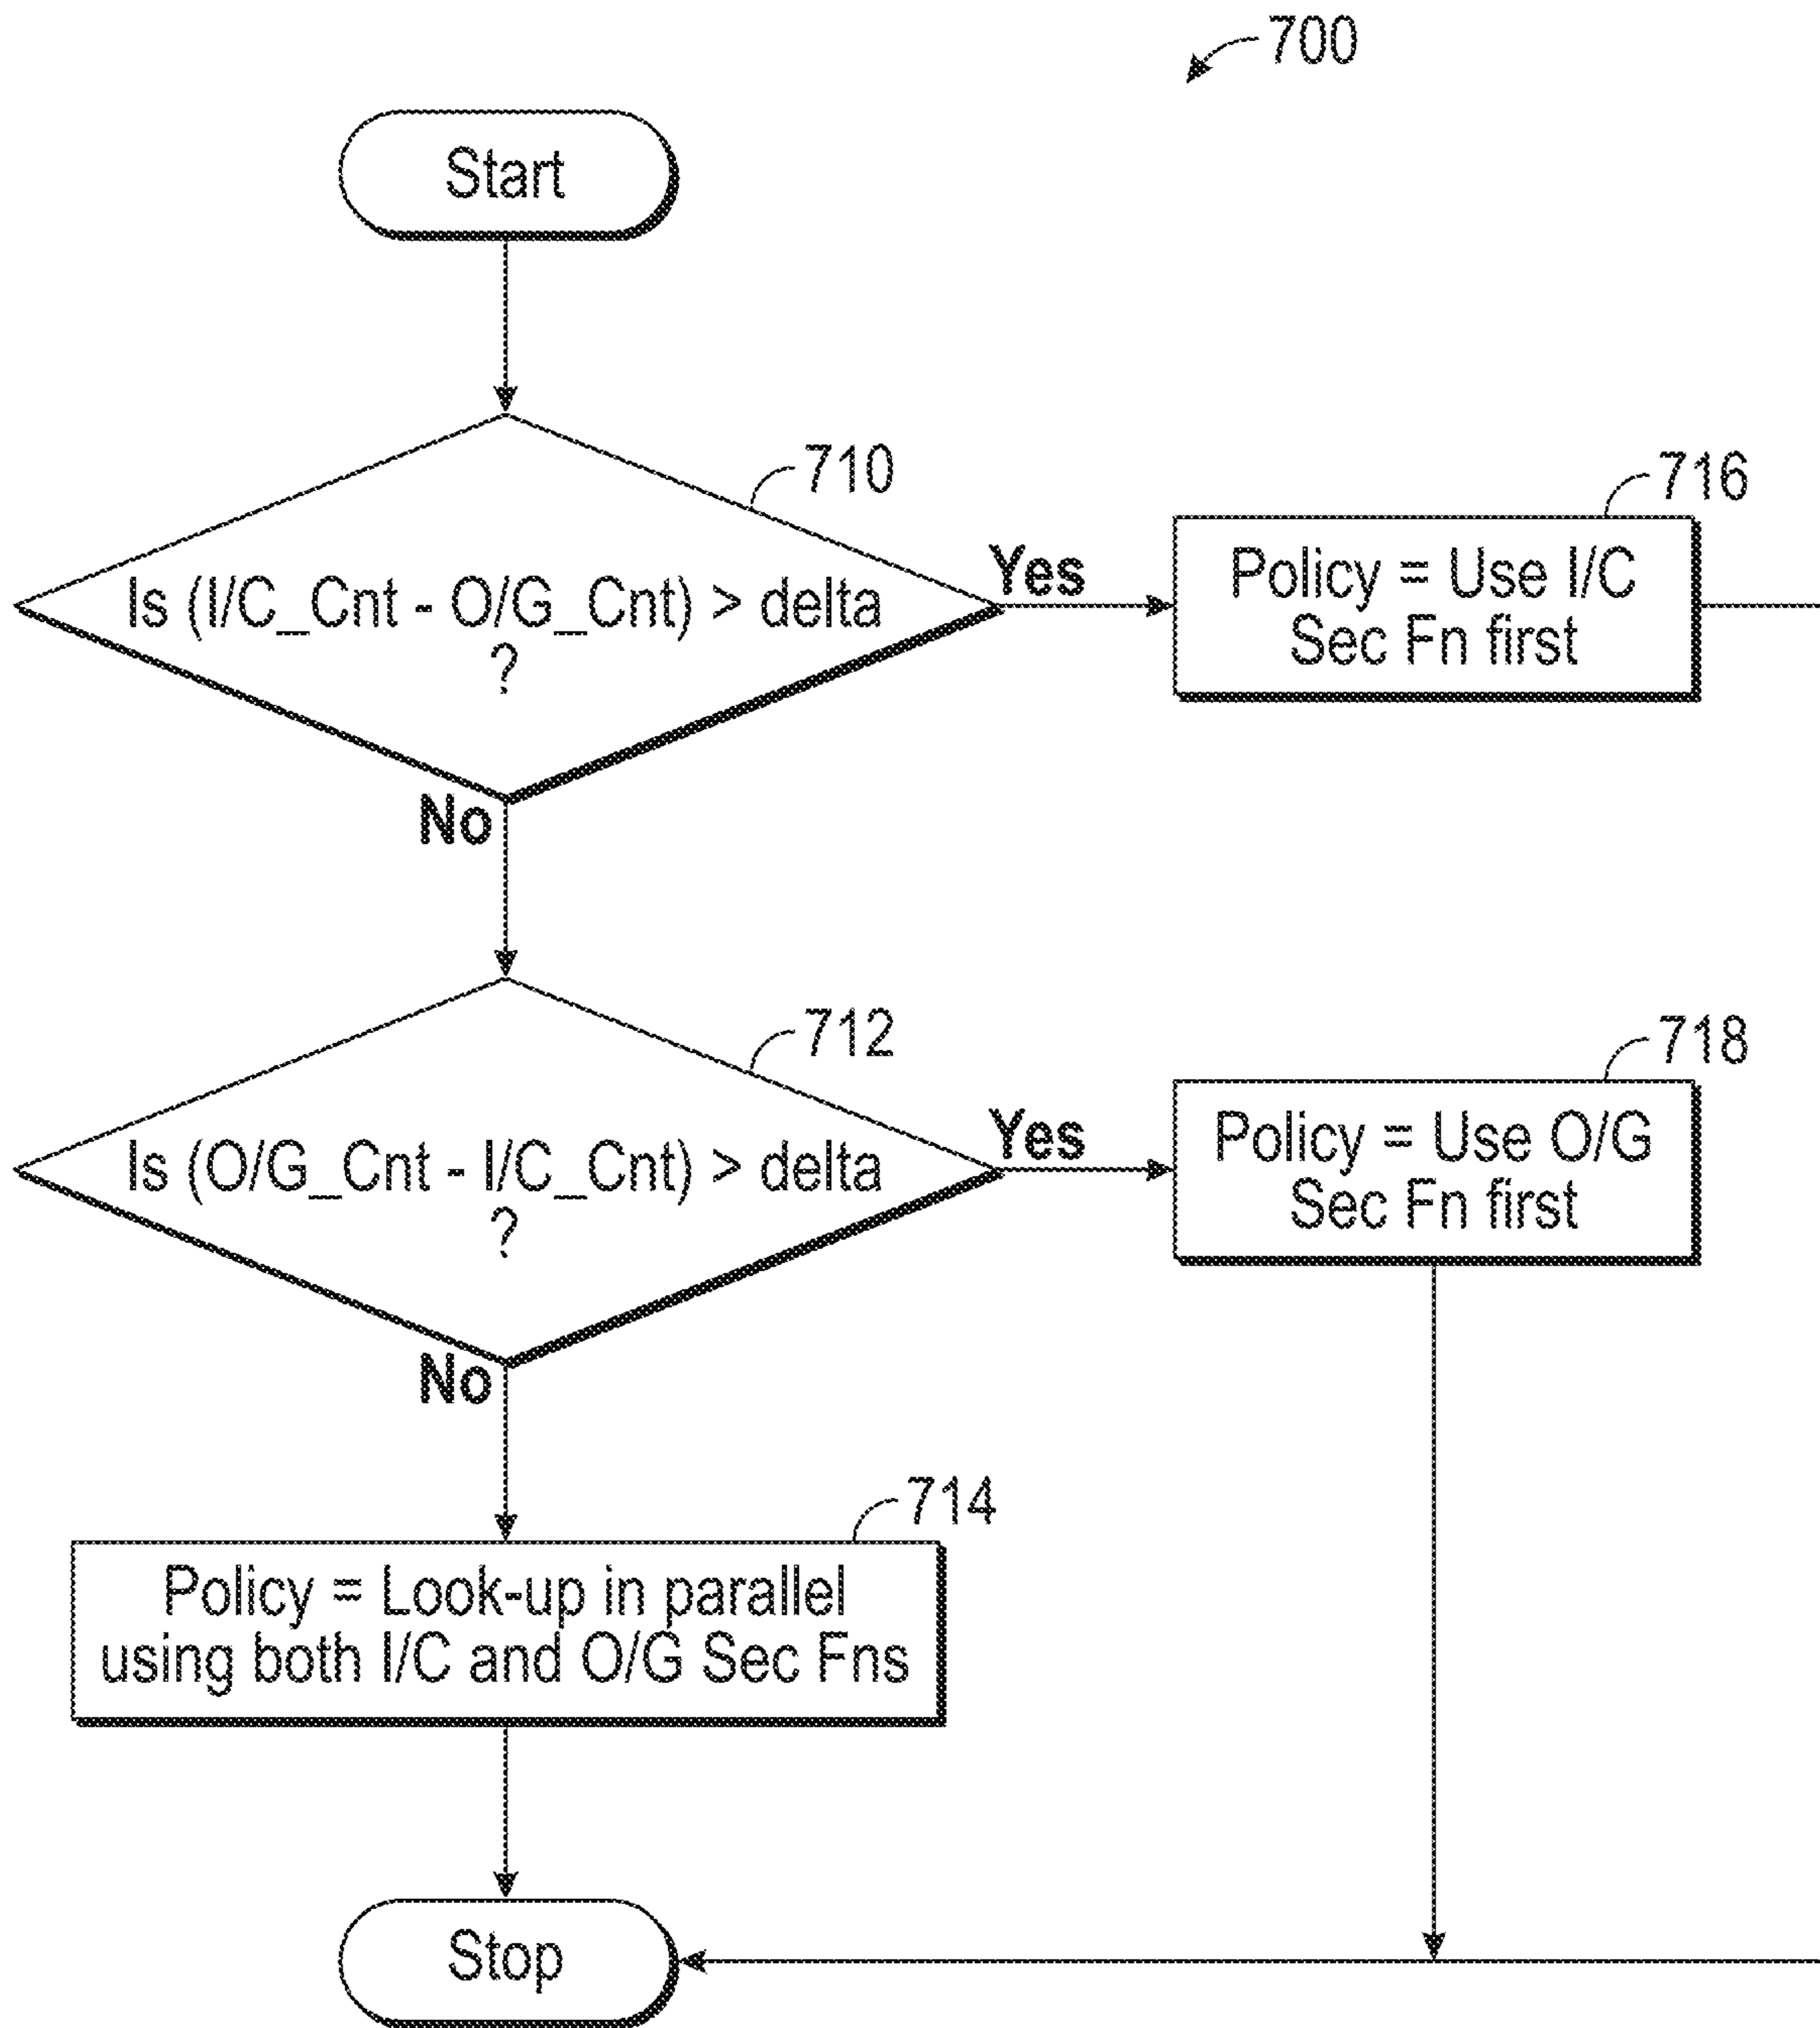 700
Start
710
Is (I/C_Cnt - O/G_Cnt) > delta
?
Yes
716
Policy = Use I/C
Sec Fn first
No
712
Is (O/G_Cnt - I/C_Cnt) > delta
?
Yes
718
Policy = Use O/G
Sec Fn first
No
714
Policy = Look-up in parallel
using both I/C and O/G Sec Fns
Stop